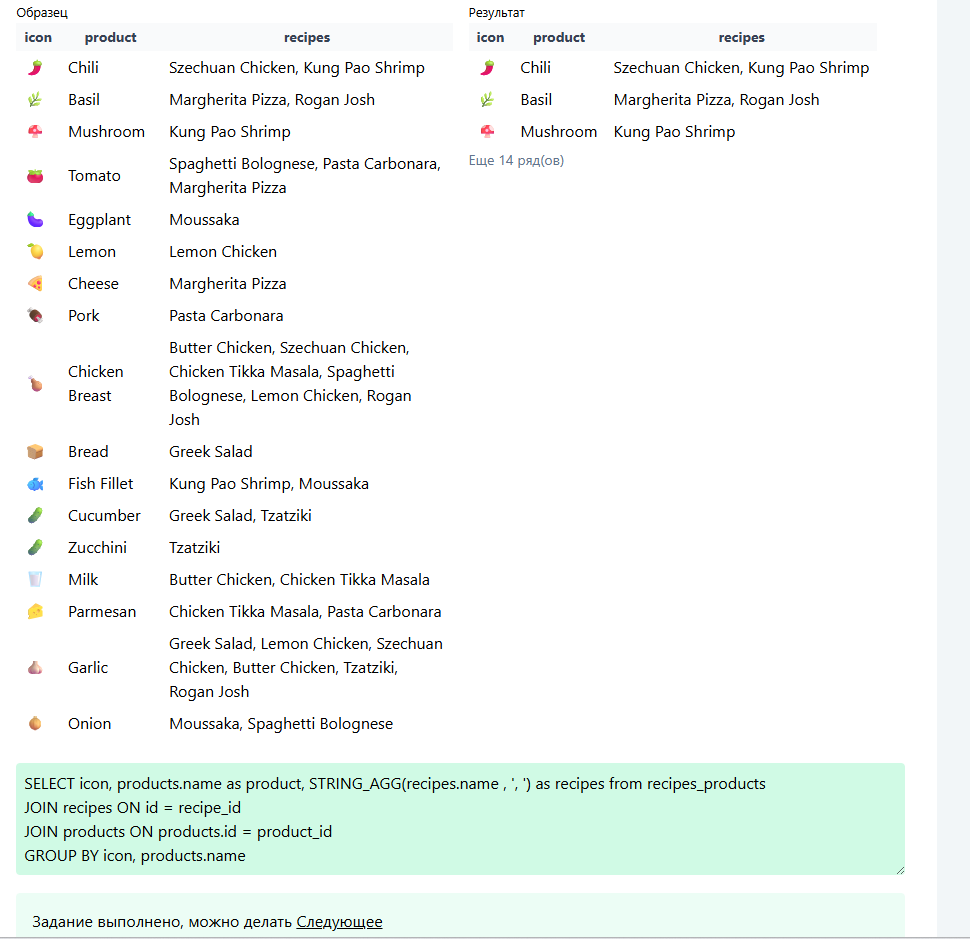 Образец
icon product recipes
Chili Szechuan Chicken, Kung Pao Shrimp
Basil Margherita Pizza, Rogan Josh
Mushroom Kung Pao Shrimp
Tomato Spaghetti Bolognese, Pasta Carbonara,
Margherita Pizza
Eggplant Moussaka
Lemon Lemon Chicken
Cheese Margherita Pizza
Pork Pasta Carbonara
Chicken
Breast
Butter Chicken, Szechuan Chicken,
Chicken Tikka Masala, Spaghetti
Bolognese, Lemon Chicken, Rogan
Josh
Bread Greek Salad
Fish Fillet Kung Pao Shrimp, Moussaka
Cucumber Greek Salad, Tzatziki
Zucchini Tzatziki
Milk Butter Chicken, Chicken Tikka Masala
Parmesan Chicken Tikka Masala, Pasta Carbonara
Garlic
Greek Salad, Lemon Chicken, Szechuan
Chicken, Butter Chicken, Tzatziki,
Rogan Josh
Onion Moussaka, Spaghetti Bolognese
Результат
icon product recipes
Chili Szechuan Chicken, Kung Pao Shrimp
Basil Margherita Pizza, Rogan Josh
Mushroom Kung Pao Shrimp
Еще 14 ряд(ов)
SELECT icon, products.name as product, STRING_AGG(recipes.name , ', ') as recipes from recipes_products
JOIN recipes ON id = recipe_id
JOIN products ON products.id = product_id
GROUP BY icon, products.name
Задание выполнено, можно делать Следующее